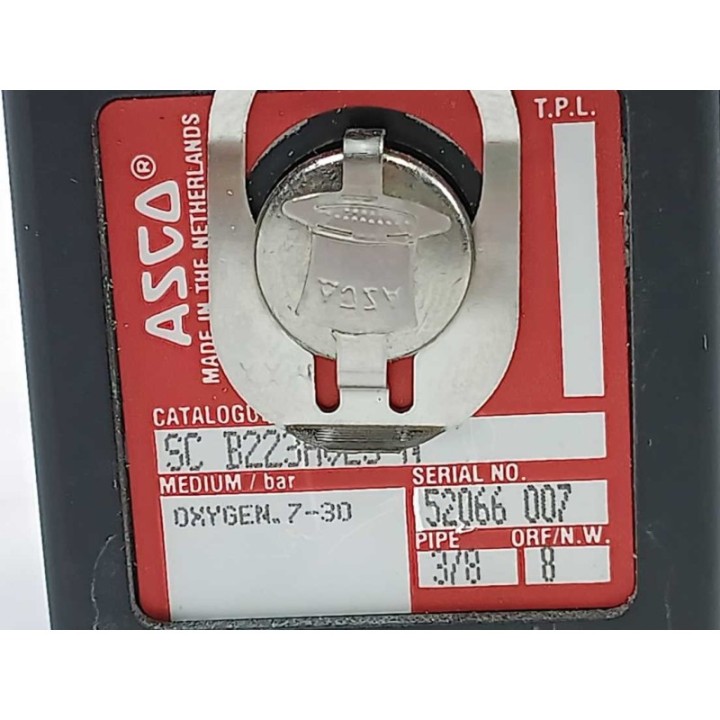 T.P.L.
ASCO®
MADE IN THE NETHERLANDS
ASCO
CATALOGU
SC
MEDIUM / bar
OXYGEN.7-30
SERIAL NO.
52066 007
PIPE ORF/N.W.
3/8 8